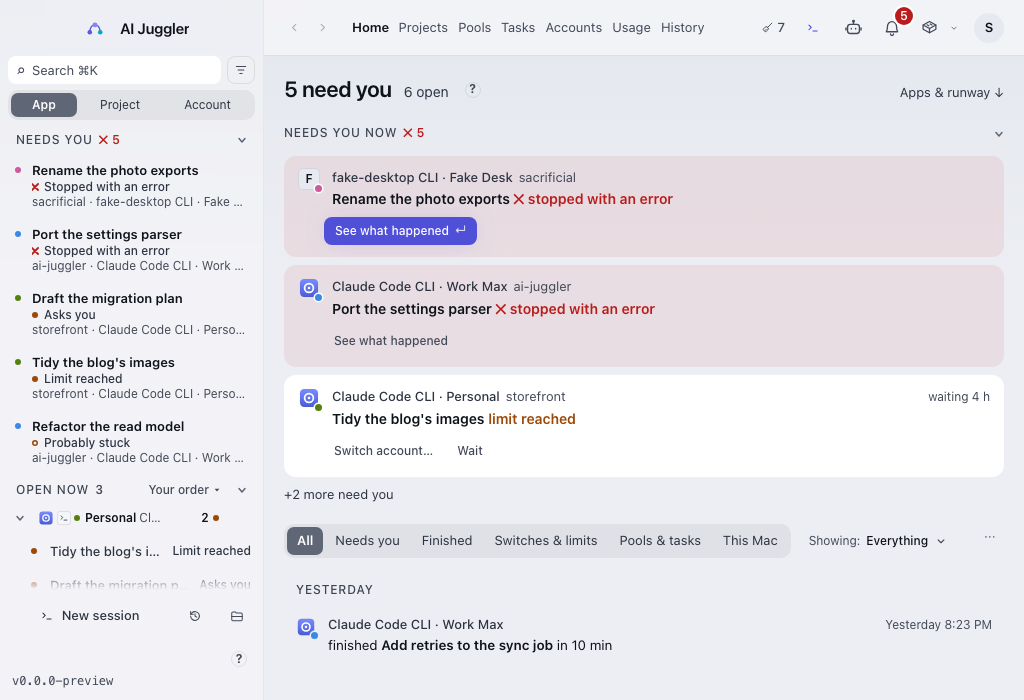 AI Juggler
Search ⌘K
App Project Account
NEEDS YOU 5
Rename the photo exports
Stopped with an error
sacrificial · fake-desktop CLI · Fake ...
Port the settings parser
Stopped with an error
ai-juggler · Claude Code CLI · Work ...
Draft the migration plan
Asks you
storefront · Claude Code CLI · Perso...
Tidy the blog's images
Limit reached
storefront · Claude Code CLI · Perso...
Refactor the read model
Probably stuck
ai-juggler · Claude Code CLI · Work ...
OPEN NOW 3 Your order
Personal Cl... 2
Tidy the blog's i... Limit reached
Draft the migration p... Asks you
New session
?
v0.0.0-preview
Home Projects Pools Tasks Accounts Usage History
7
5
S
5 need you 6 open ?
Apps & runway ↓
NEEDS YOU NOW 5
F
fake-desktop CLI · Fake Desk sacrificial
Rename the photo exports stopped with an error
See what happened ↵
Claude Code CLI · Work Max ai-juggler
Port the settings parser stopped with an error
See what happened
Claude Code CLI · Personal storefront waiting 4 h
Tidy the blog's images limit reached
Switch account... Wait
+2 more need you
All Needs you Finished Switches & limits Pools & tasks This Mac Showing: Everything ...
YESTERDAY
Claude Code CLI · Work Max Yesterday 8:23 PM
finished Add retries to the sync job in 10 min